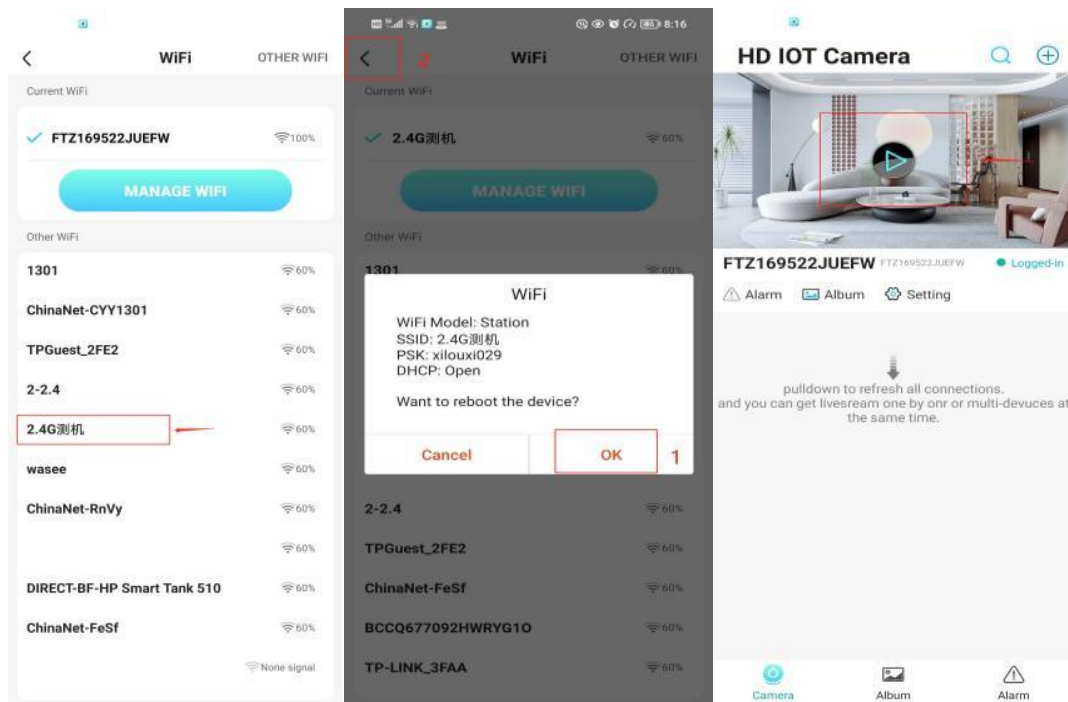 WiFi
OTHER WIFI
Current WiFi
FTZ169522JUEFW
100%
MANAGE WIFI
Other WiFi
1301
60%
ChinaNet-CYY1301
60%
TPGuest_2FE2
60%
2-2.4
60%
2.4G测机
60%
wasee
60%
ChinaNet-RnVy
60%
60%
DIRECT-BF-HP Smart Tank 510
60%
ChinaNet-FeSf
60%
None signal
8:16
2
WiFi
OTHER WIFI
Current WiFi
2.4G测机
60%
MANAGE WIFI
Other WiFi
1301
60%
WiFi
WiFi Model: Station
SSID: 2.4G测机
PSK: xilouxi029
DHCP: Open
Want to reboot the device?
Cancel
OK
1
2-2.4
60%
TPGuest_2FE2
60%
ChinaNet-FeSf
60%
BCCQ677092HWRYG1O
60%
TP-LINK_3FAA
60%
HD IOT Camera
FTZ169522JUEFW FTZ169522JUEFW
Logged-in
Alarm Album Setting
pulldown to refresh all connections.
and you can get livesream one by onr or multi-devuces at
the same time.
Camera Album Alarm